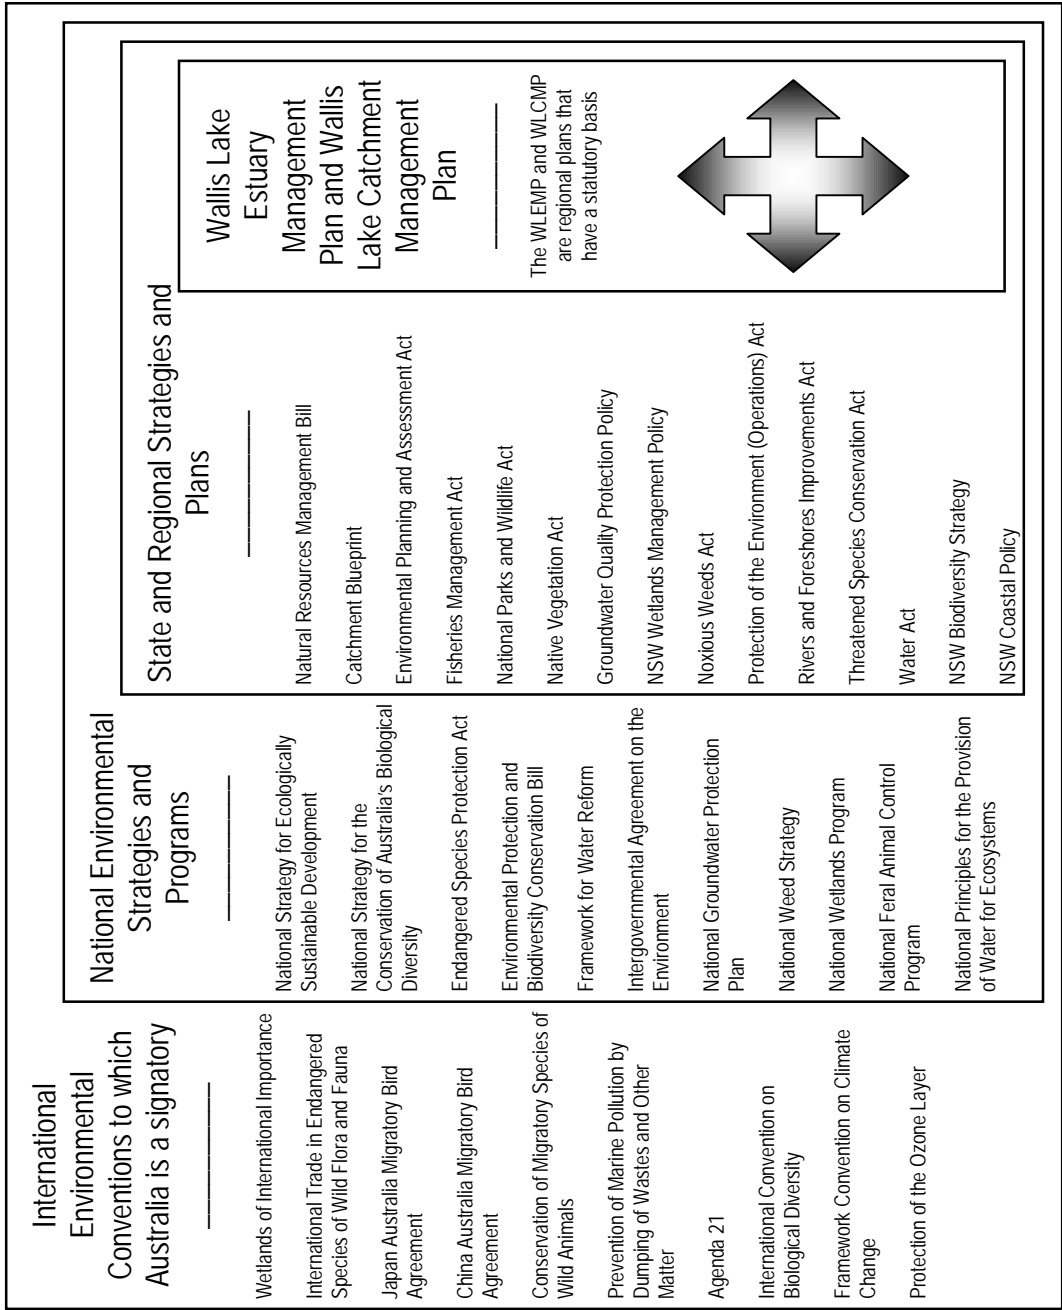 International
Environmental
Conventions to which
Australia is a signatory
Wetlands of International Importance
International Trade in Endangered
Species of Wild Flora and Fauna
Japan Australia Migratory Bird
Agreement
China Australia Migratory Bird
Agreement
Conservation of Migratory Species of
Wild Animals
Prevention of Marine Pollution by
Dumping of Wastes and Other
Matter
Agenda 21
International Convention on
Biological Diversity
Framework Convention on Climate
Change
Protection of the Ozone Layer
National Environmental
Strategies and
Programs
National Strategy for Ecologically
Sustainable Development
National Strategy for the
Conservation of Australia's Biological
Diversity
Endangered Species Protection Act
Environmental Protection and
Biodiversity Conservation Bill
Framework for Water Reform
Intergovernmental Agreement on the
Environment
National Groundwater Protection
Plan
National Weed Strategy
National Wetlands Program
National Feral Animal Control
Program
National Principles for the Provision
of Water for Ecosystems
State and Regional Strategies and
Plans
Natural Resources Management Bill
Catchment Blueprint
Environmental Planning and Assessment Act
Fisheries Management Act
National Parks and Wildlife Act
Native Vegetation Act
Groundwater Quality Protection Policy
NSW Wetlands Management Policy
Noxious Weeds Act
Protection of the Environment (Operations) Act
Rivers and Foreshores Improvements Act
Threatened Species Conservation Act
Water Act
NSW Biodiversity Strategy
NSW Coastal Policy
Wallis Lake
Estuary
Management
Plan and Wallis
Lake Catchment
Management
Plan
The WLEMP and WLCMP
are regional plans that
have a statutory basis